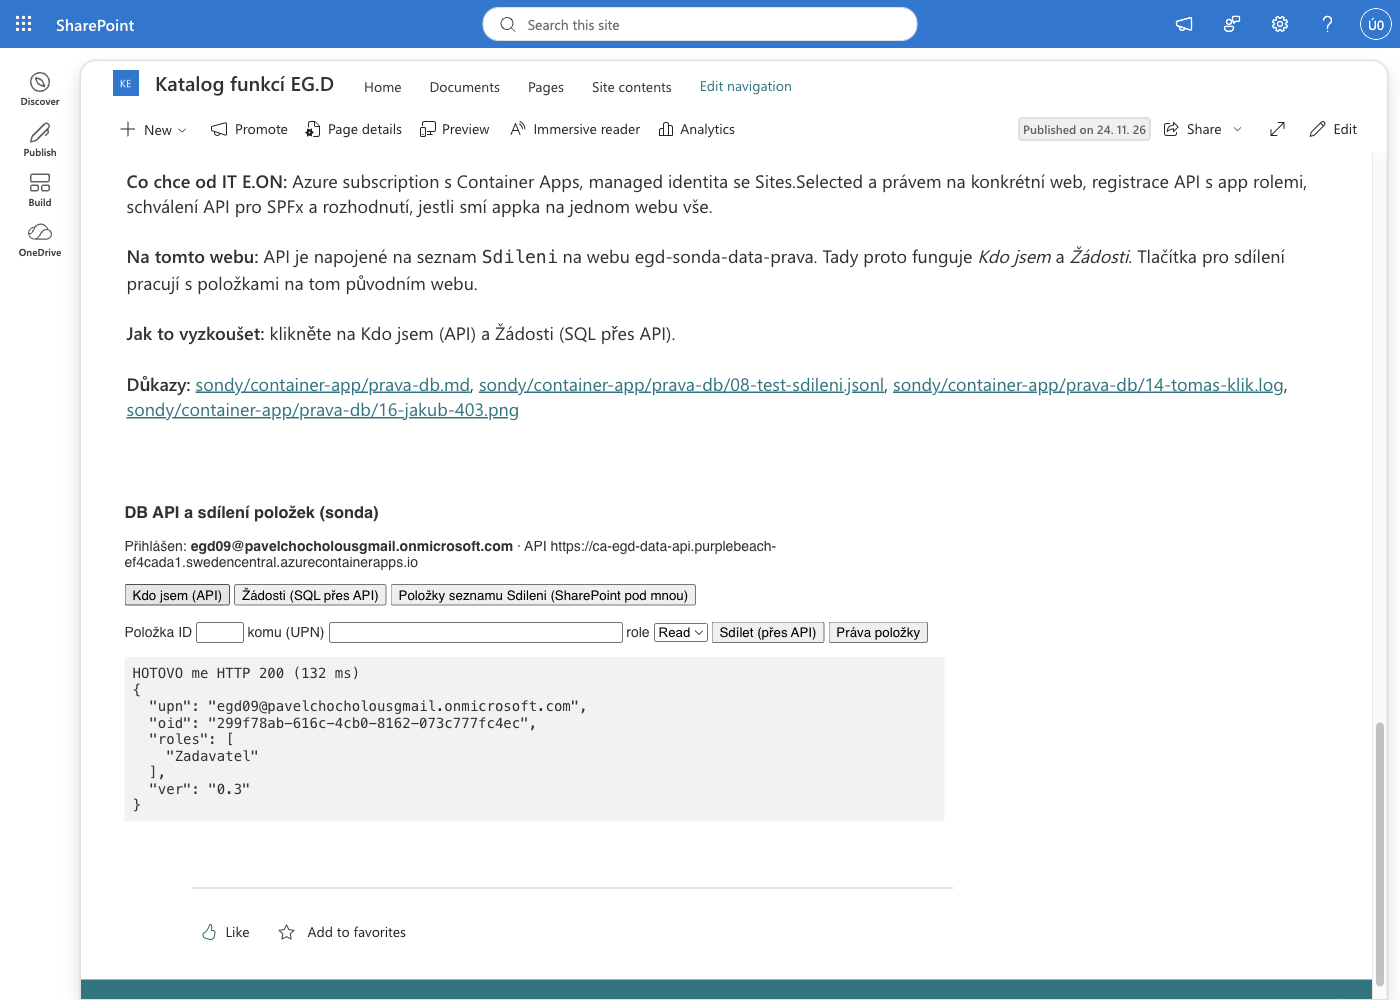 SharePoint
Search this site
Ú0
Discover
Publish
Build
OneDrive
KE
Katalog funkcí EG.D
Home
Documents
Pages
Site contents
Edit navigation
New
Promote
Page details
Preview
Immersive reader
Analytics
Published on 24. 11. 26
Share
Edit
Co chce od IT E.ON: Azure subscription s Container Apps, managed identita se Sites.Selected a právem na konkrétní web, registrace API s app rolemi,
schválení API pro SPFx a rozhodnutí, jestli smí appka na jednom webu vše.
Na tomto webu: API je napojené na seznam Sdileni na webu egd-sonda-data-prava. Tady proto funguje Kdo jsem a Žádosti. Tlačítka pro sdílení
pracují s položkami na tom původním webu.
Jak to vyzkoušet: klikněte na Kdo jsem (API) a Žádosti (SQL přes API).
Důkazy: sondy/container-app/prava-db.md, sondy/container-app/prava-db/08-test-sdileni.jsonl, sondy/container-app/prava-db/14-tomas-klik.log,
sondy/container-app/prava-db/16-jakub-403.png
DB API a sdílení položek (sonda)
Přihlášen: egd09@pavelchocholousgmail.onmicrosoft.com · API https://ca-egd-data-api.purplebeach-
ef4cada1.swedencentral.azurecontainerapps.io
Kdo jsem (API)
Žádosti (SQL přes API)
Položky seznamu Sdileni (SharePoint pod mnou)
Položka ID
komu (UPN)
role
Read
Sdílet (přes API)
Práva položky
HOTOVO me HTTP 200 (132 ms)
{
"upn": "egd09@pavelchocholousgmail.onmicrosoft.com",
"oid": "299f78ab-616c-4cb0-8162-073c777fc4ec",
"roles": [
"Zadavatel"
],
"ver": "0.3"
}
Like
Add to favorites